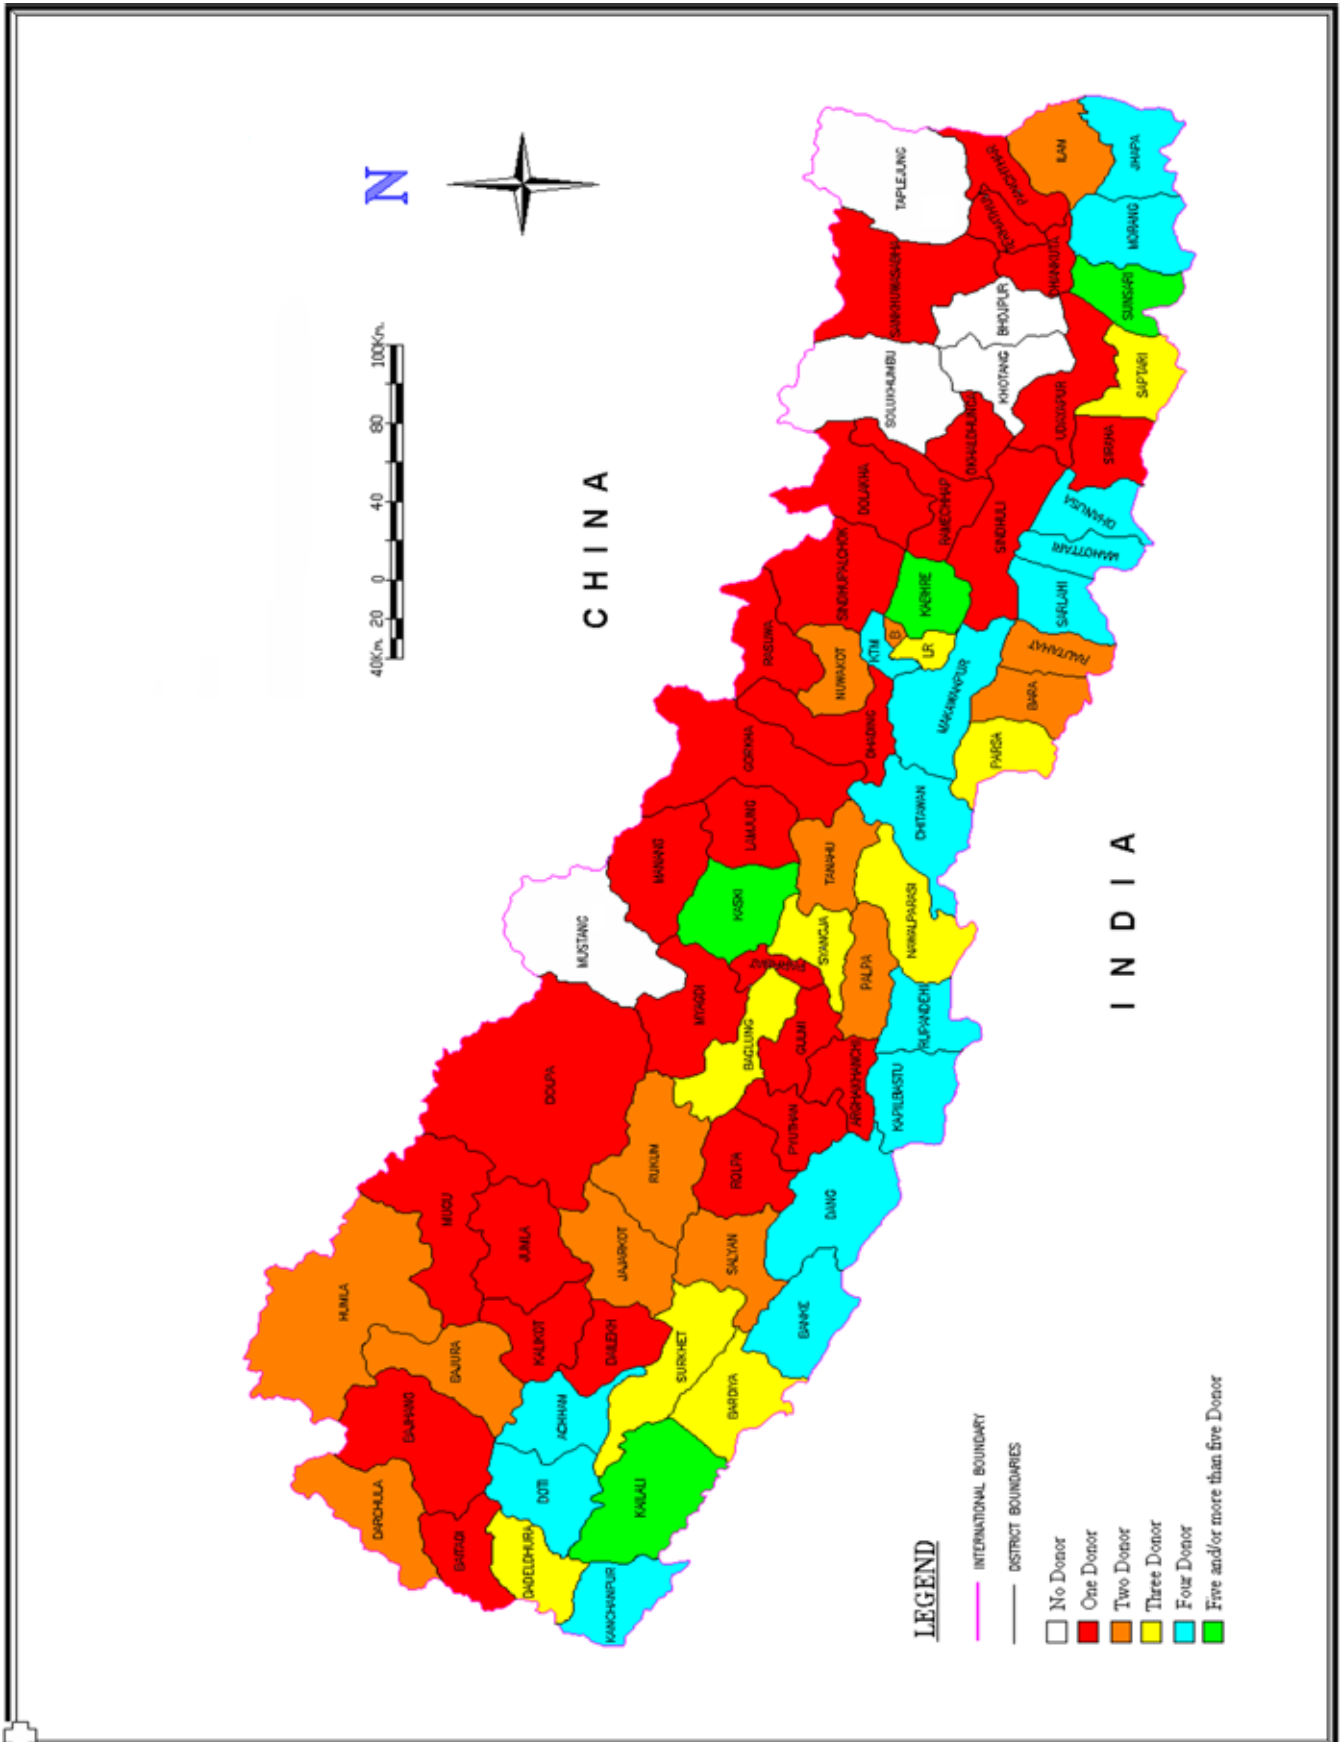 N
40Km. 20 0 40 80 100Km.
CHINA
HUMLA
DARCHULA
BAJHANG
BAJURA
MUGU
BAITADI
JUMLA
DOLPA
DADELDHURA
DOTI
ACHHAM
KALIKOT
MUSTANG
KANCHANPUR
KAILALI
DAILEKH
JAJARKOT
RUKUM
MANANG
SURKHET
MYAGDI
BARDIYA
SALYAN
ROLPA
BAGLUNG
KASKI
LAMJUNG
GORKHA
RASUWA
BANKE
DANG
PYUTHAN
GULMI
SYANGJA
TANAHU
NUWAKOT
SINDHUPALCHOK
DOLAKHA
ARGHAKHANCHI
PALPA
DHADING
KTM
B
LR
KAPILBASTU
RUPANDEHI
NAWALPARASI
CHITAWAN
MAKAWANPUR
KABHRE
RAMECHHAP
SOLUKHUMBU
SANKHUWASABHA
TAPLEJUNG
PARSA
BARA
RAUTAHAT
SARLAHI
MAHOTTARI
DHANUSA
SINDHULI
OKHALDHUNGA
KHOTANG
BHOJPUR
PANCHTHAR
UDAYAPUR
DHANKUTA
ILAM
SIRAHA
SAPTARI
SUNSARI
MORANG
JHAPA
INDIA
LEGEND
INTERNATIONAL BOUNDARY
DISTRICT BOUNDARIES
No Donor
One Donor
Two Donor
Three Donor
Four Donor
Five and/or more than five Donor